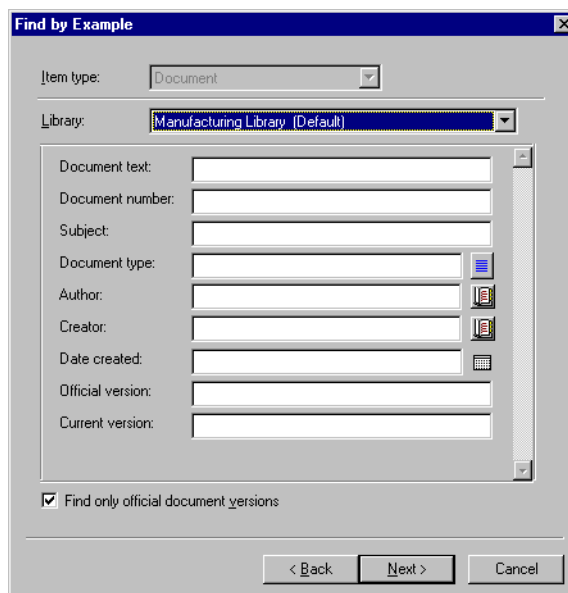 Find by Example
Item type: Document
Library: Manufacturing Library (Default)
Document text:
Document number:
Subject:
Document type:
Author:
Creator:
Date created:
Official version:
Current version:
Find only official document versions
< Back Next > Cancel